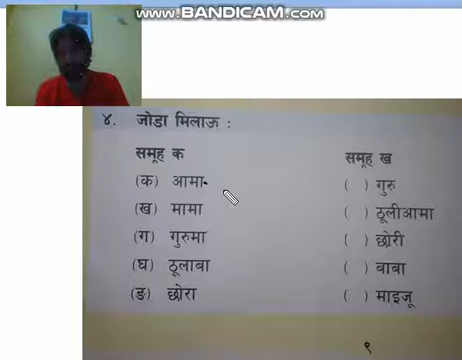 www.BANDICAM.com
४. जोडा मिलाऊ :
समूह क समूह ख
(क) आमा ( ) गुरु
(ख) मामा ( ) ठूलीआमा
(ग) गुरुमा ( ) छोरी
(घ) ठूलाबा ( ) बाबा
(ङ) छोरा ( ) माइजू
९